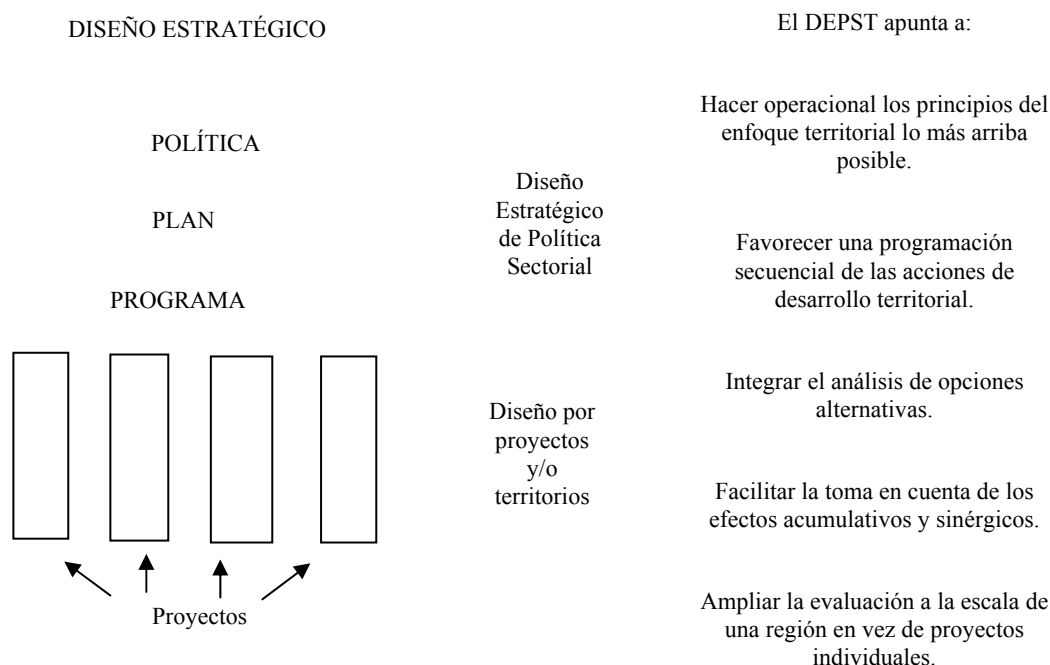 DISEÑO ESTRATÉGICO
POLÍTICA
PLAN
PROGRAMA
Proyectos
Diseño
Estratégico
de Política
Sectorial
Diseño por
proyectos
y/o
territorios
El DEPST apunta a:
Hacer operacional los principios del
enfoque territorial lo más arriba
posible.
Favorecer una programación
secuencial de las acciones de
desarrollo territorial.
Integrar el análisis de opciones
alternativas.
Facilitar la toma en cuenta de los
efectos acumulativos y sinérgicos.
Ampliar la evaluación a la escala de
una región en vez de proyectos
individuales.